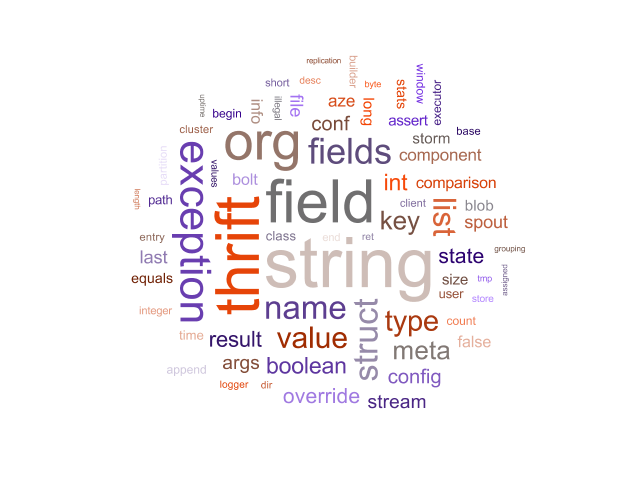 replication
short
desc
builder
byte
stats
window
uptime
begin
info
illegal
file
aze
long
executor
cluster
org
conf
assert
base
partition
exception
values
fields
storm
component
length
path
bolt
thrift
field
int
comparison
key
client
list
blob
spout
entry
class
end
ret
last
string
state
grouping
equals
size
tmp
assigned
user
store
integer
name
struct
time
result
value
type
count
false
append
args
boolean
meta
config
logger
dir
override
stream